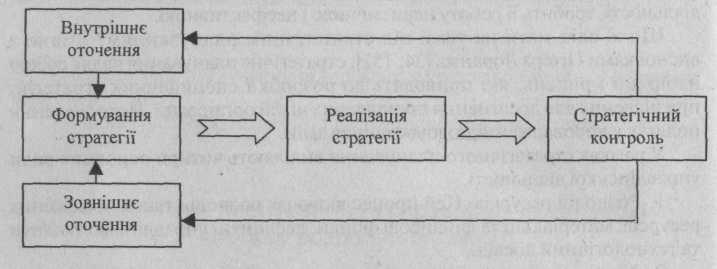 Внутрішнє
оточення
Формування
стратегії
Реалізація
стратегії
Стратегічний
контроль
Зовнішнє
оточення